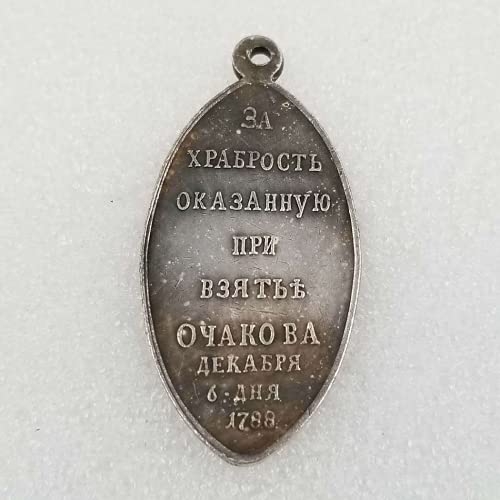 ЗА
ХРАБРОСТЬ
ОКАЗАННУЮ
ПРИ
ВЗЯТЬѢ
ОЧАКОВА
ДЕКАБРЯ
6·ДНЯ
1788